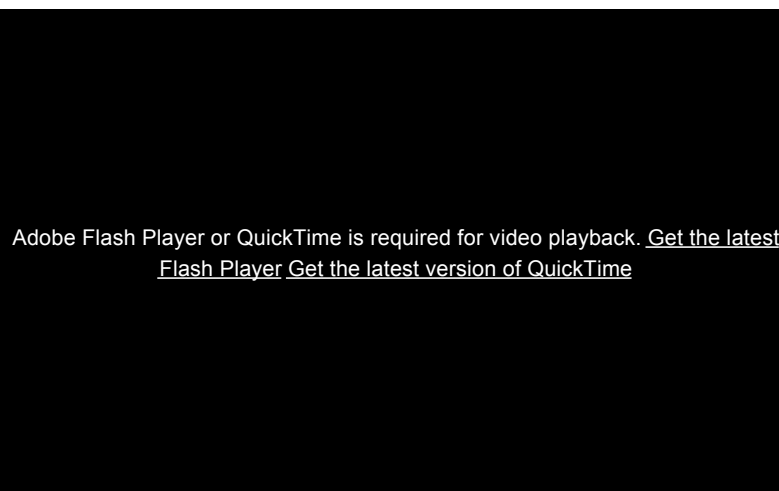 Adobe Flash Player or QuickTime is required for video playback. Get the latest
Flash Player Get the latest version of QuickTime